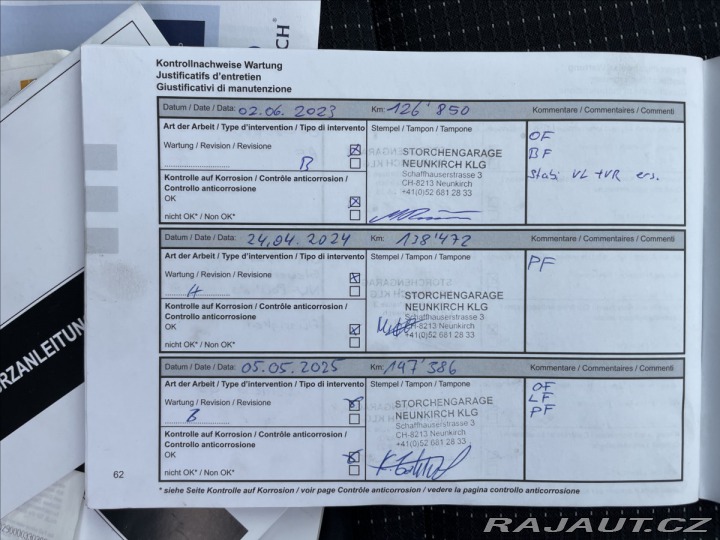 Kontrollnachweise Wartung
Justificatifs d'entretien
Giustificativi di manutenzione
Datum / Date / Data: 02.06. 2023 Km: 126'850 Kommentare / Commentaires / Commenti
Art der Arbeit / Type d'intervention / Tipo di intervento Stempel / Tampon / Tampone
OF
Wartung / Revision / Revisione
STORCHENGARAGE
BF
B
NEUNKIRCH KLG
Schaffhauserstrasse 3
Stabi VL + VR ers.
Kontrolle auf Korrosion / Contrôle anticorrosion /
CH-8213 Neunkirch
Controllo anticorrosione
+41(0)52 681 28 33
OK
nicht OK* / Non OK*
Datum / Date / Data: 24.04. 2024 Km: 138'472 Kommentare / Commentaires / Commenti
Art der Arbeit / Type d'intervention / Tipo di intervento Stempel / Tampon / Tampone
PF
Wartung / Revision / Revisione
A
STORCHENGARAGE
NEUNKIRCH KLG
Kontrolle auf Korrosion / Contrôle anticorrosion /
Schaffhauserstrasse 3
Controllo anticorrosione
CH-8213 Neunkirch
OK
+41(0)52 681 28 33
nicht OK* / Non OK*
Datum / Date / Data: 05.05. 2025 Km: 147'586 Kommentare / Commentaires / Commenti
Art der Arbeit / Type d'intervention / Tipo di intervento Stempel / Tampon / Tampone
OF
Wartung / Revision / Revisione
STORCHENGARAGE
LF
B
NEUNKIRCH KLG
PF
Schaffhauserstrasse 3
Kontrolle auf Korrosion / Contrôle anticorrosion /
CH-8213 Neunkirch
Controllo anticorrosione
+41(0)52 681 28 33
OK
nicht OK* / Non OK*
62
* siehe Seite Kontrolle auf Korrosion / voir page Contrôle anticorrosion / vedere la pagina controllo anticorrosione
RZANLEITUNG
RAJAUT.CZ